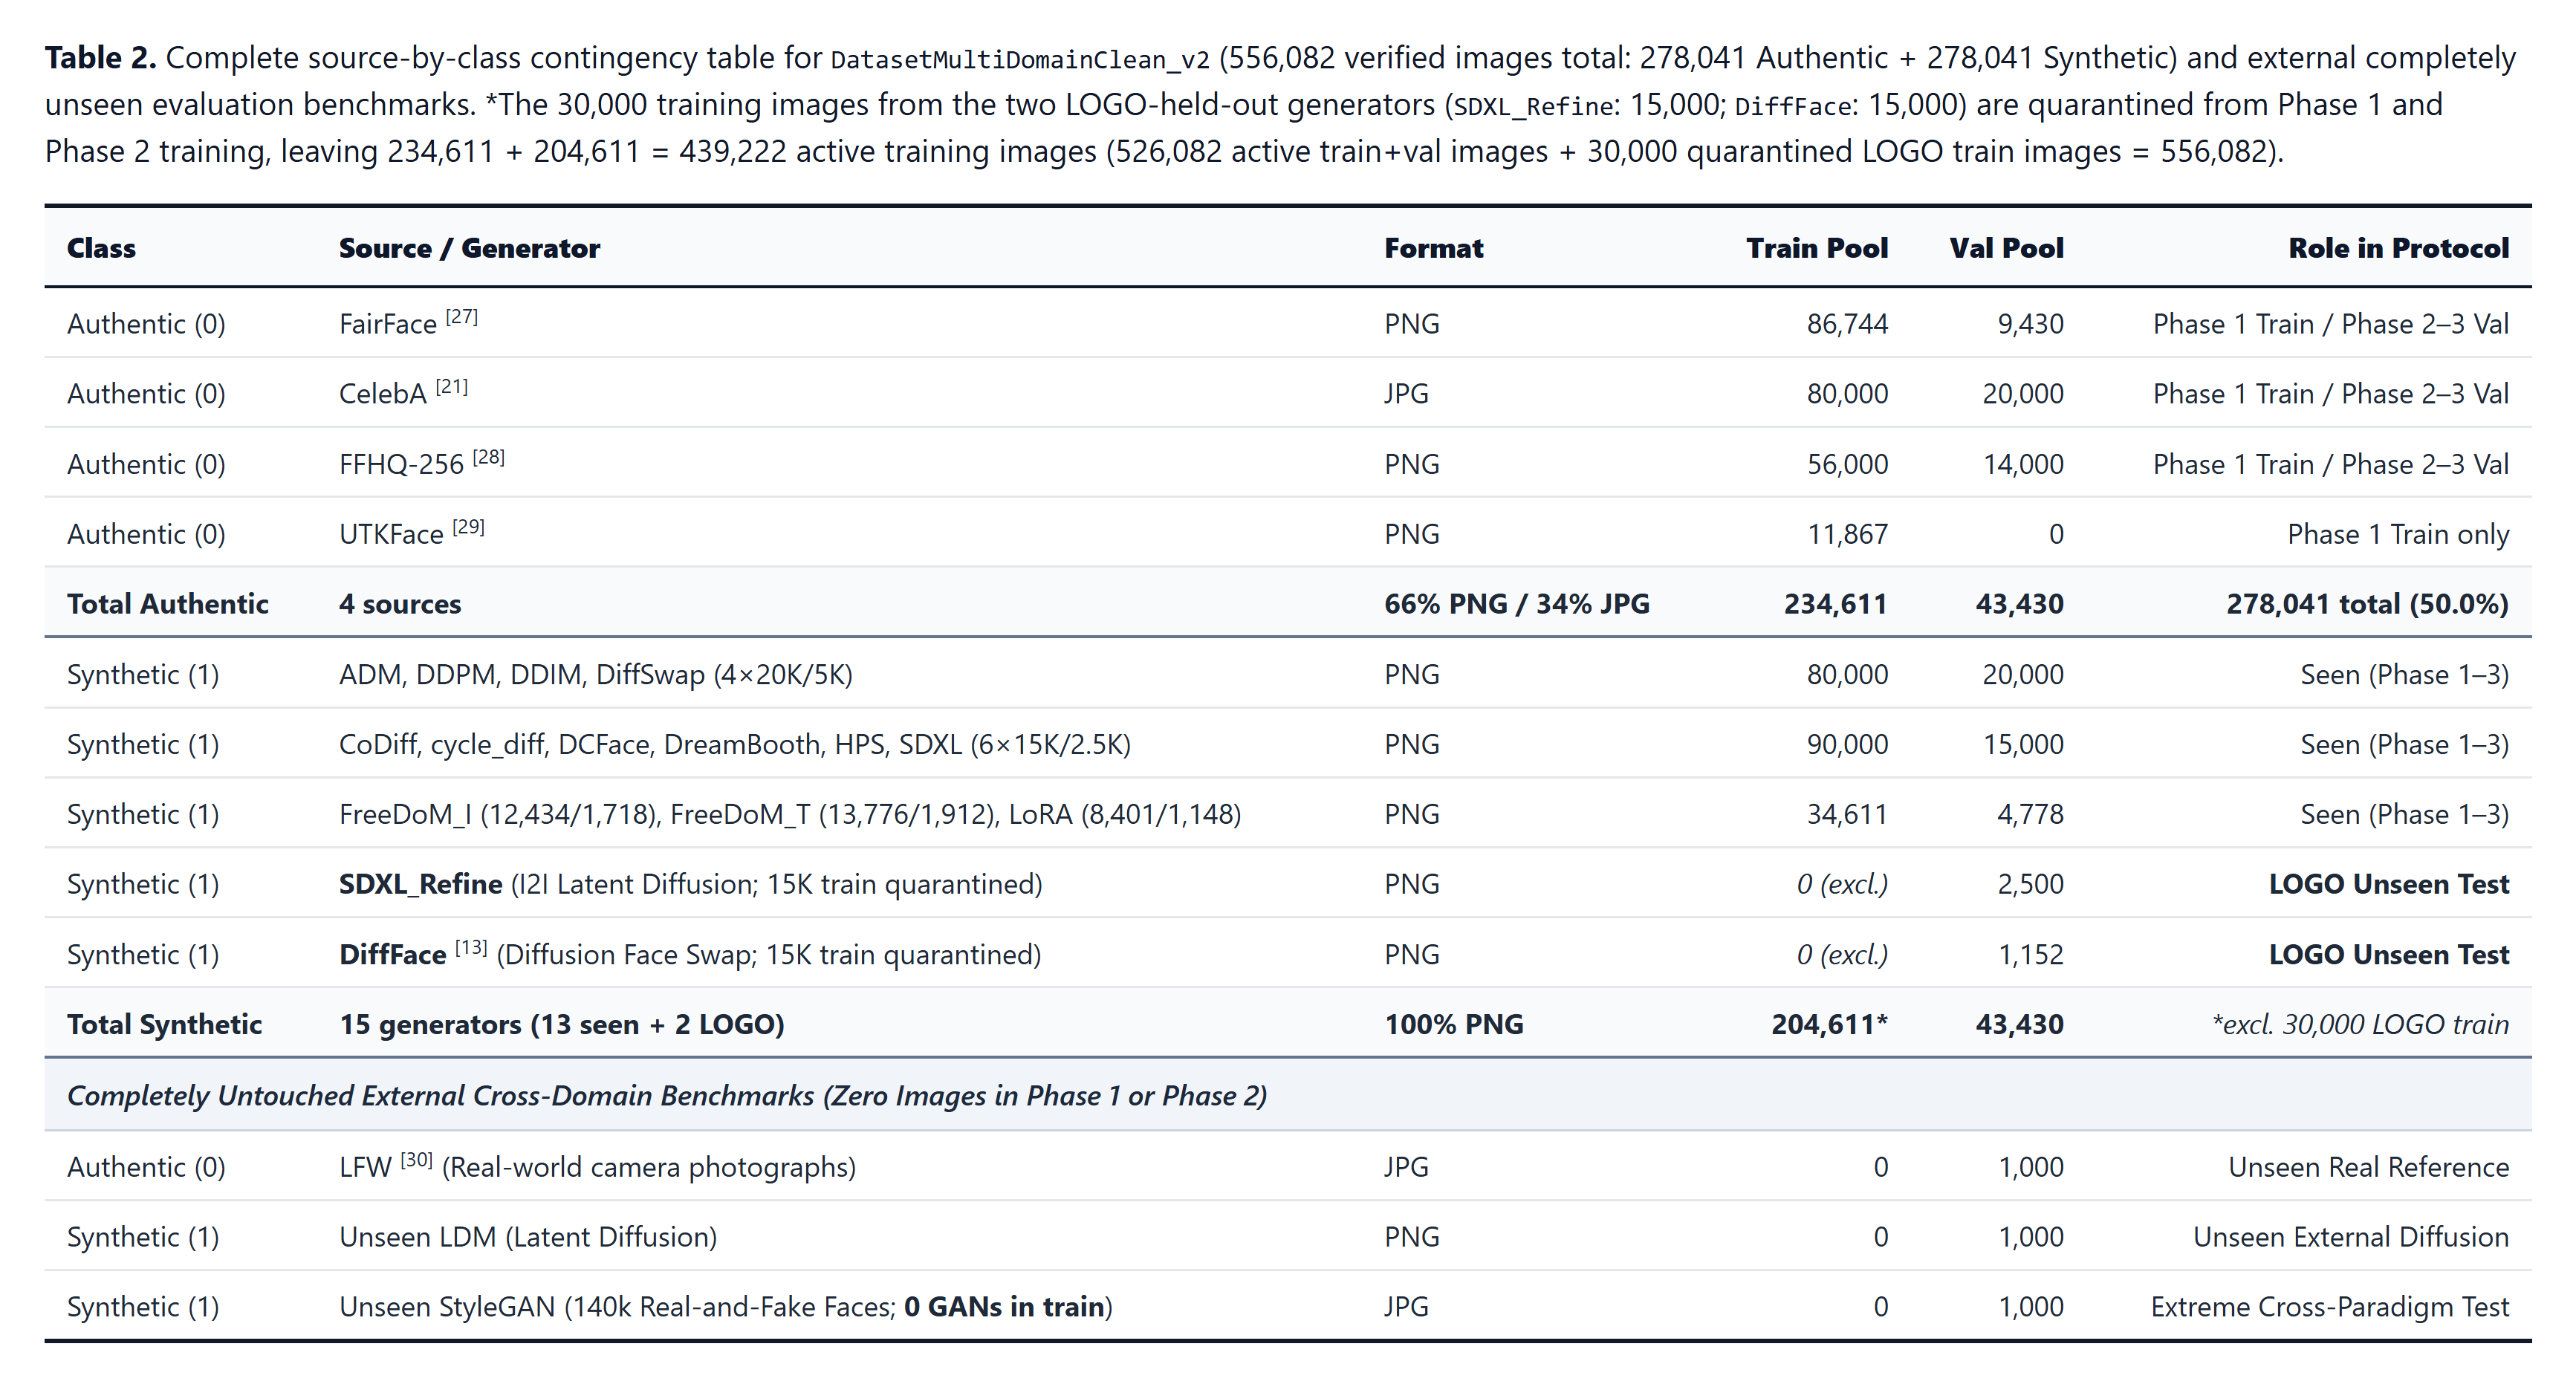 Table 2. Complete source-by-class contingency table for DatasetMultiDomainClean_v2 (556,082 verified images total: 278,041 Authentic + 278,041 Synthetic) and external completely
unseen evaluation benchmarks. *The 30,000 training images from the two LOGO-held-out generators (SDXL_Refine: 15,000; DiffFace: 15,000) are quarantined from Phase 1 and
Phase 2 training, leaving 234,611 + 204,611 = 439,222 active training images (526,082 active train+val images + 30,000 quarantined LOGO train images = 556,082).
Class Source / Generator Format Train Pool Val Pool Role in Protocol
Authentic (0) FairFace [27] PNG 86,744 9,430 Phase 1 Train / Phase 2–3 Val
Authentic (0) CelebA [21] JPG 80,000 20,000 Phase 1 Train / Phase 2–3 Val
Authentic (0) FFHQ-256 [28] PNG 56,000 14,000 Phase 1 Train / Phase 2–3 Val
Authentic (0) UTKFace [29] PNG 11,867 0 Phase 1 Train only
Total Authentic 4 sources 66% PNG / 34% JPG 234,611 43,430 278,041 total (50.0%)
Synthetic (1) ADM, DDPM, DDIM, DiffSwap (4×20K/5K) PNG 80,000 20,000 Seen (Phase 1–3)
Synthetic (1) CoDiff, cycle_diff, DCFace, DreamBooth, HPS, SDXL (6×15K/2.5K) PNG 90,000 15,000 Seen (Phase 1–3)
Synthetic (1) FreeDoM_I (12,434/1,718), FreeDoM_T (13,776/1,912), LoRA (8,401/1,148) PNG 34,611 4,778 Seen (Phase 1–3)
Synthetic (1) SDXL_Refine (I2I Latent Diffusion; 15K train quarantined) PNG 0 (excl.) 2,500 LOGO Unseen Test
Synthetic (1) DiffFace [13] (Diffusion Face Swap; 15K train quarantined) PNG 0 (excl.) 1,152 LOGO Unseen Test
Total Synthetic 15 generators (13 seen + 2 LOGO) 100% PNG 204,611* 43,430 *excl. 30,000 LOGO train
Completely Untouched External Cross-Domain Benchmarks (Zero Images in Phase 1 or Phase 2)
Authentic (0) LFW [30] (Real-world camera photographs) JPG 0 1,000 Unseen Real Reference
Synthetic (1) Unseen LDM (Latent Diffusion) PNG 0 1,000 Unseen External Diffusion
Synthetic (1) Unseen StyleGAN (140k Real-and-Fake Faces; 0 GANs in train) JPG 0 1,000 Extreme Cross-Paradigm Test